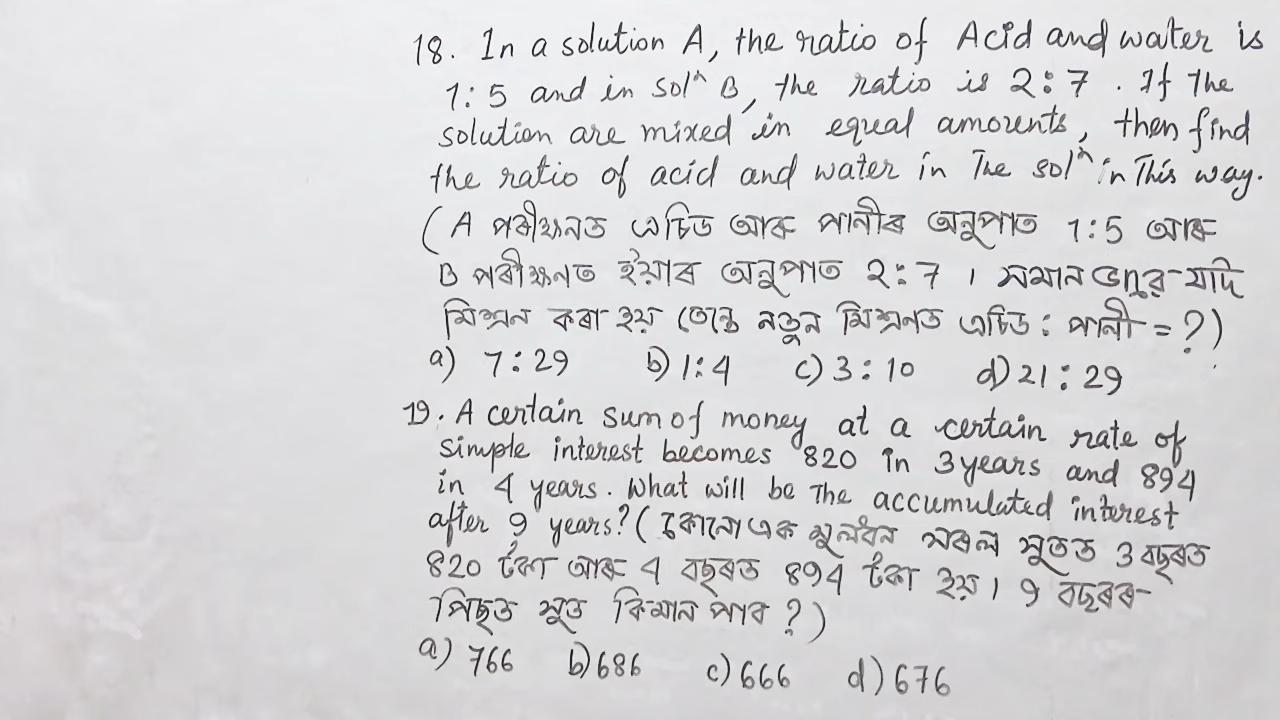 18. In a solution A, the ratio of Acid and water is
1:5 and in solⁿ B, the ratio is 2:7. If the
solution are mixed in equal amounts, then find
the ratio of acid and water in The solⁿ in This way.
(A পৰীক্ষনত এচিড আৰু পানীৰ অনুপাত 1:5 আৰু
B পৰীক্ষনত ইয়াৰ অনুপাত 2:7। সমান যদি
মিশ্ৰন কৰা হয় তেন্তে নতুন মিশ্ৰনত এচিড : পানী = ?)
a) 7:29 b) 1:4 c) 3:10 d) 21:29
19. A certain sum of money at a certain rate of
simple interest becomes 820 in 3 years and 894
in 4 years. What will be The accumulated interest
after 9 years? (কোনো এক মুলধন সৰল সুতত 3 বছৰত
820 টকা আৰু 4 বছৰত 894 টকা হয়। 9 বছৰৰ
পিছত সুত কিমান পাব ?)
a) 766 b) 686 c) 666 d) 676